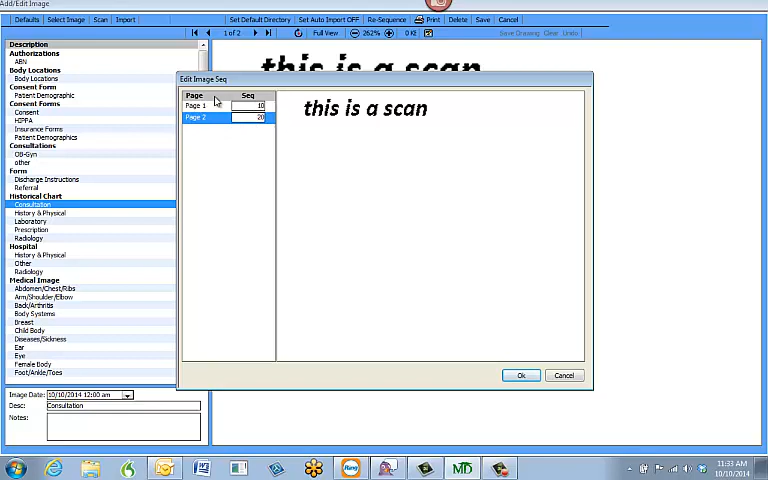 Add/Edit Image
Defaults Select Image Scan Import Set Default Directory Set Auto Import OFF Re-Sequence Print Delete Save Cancel
1 of 2 Full View 262% 0 KB Save Drawing Clear Undo
Description
Authorizations
ABN
Body Locations
Body Locations
Consent Form
Patient Demographic
Consent Forms
Consent
HIPPA
Insurance Forms
Patient Demographics
Consultations
OB-Gyn
other
Form
Discharge Instructions
Referral
Historical Chart
Consultation
History & Physical
Laboratory
Prescription
Radiology
Hospital
History & Physical
Other
Radiology
Medical Image
Abdomen/Chest/Ribs
Arm/Shoulder/Elbow
Back/Arthritis
Body Systems
Breast
Child Body
Diseases/Skin
Ear
Eye
Female Body
Foot/Ankle/Toes
Image Date: 10/10/2014 12:00 am
Desc: Consultation
Notes:
this is a scan
Edit Image Seq
Page Seq
Page 1 10
Page 2 20
this is a scan
Ok Cancel
Ring
MD
11:33 AM
10/10/2014